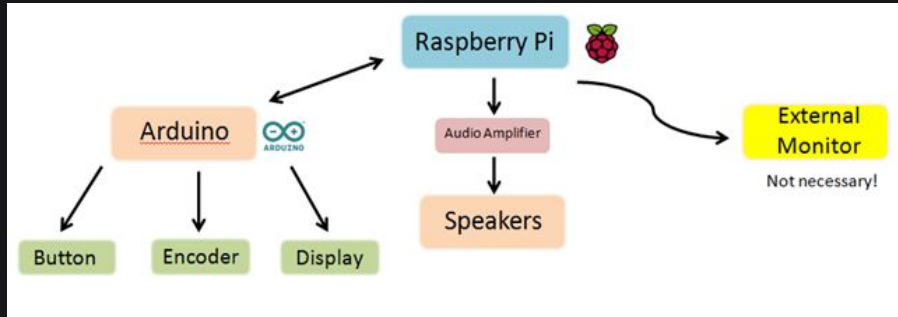 Raspberry Pi
Arduino
ARDUINO
Audio Amplifier
External
Monitor
Not necessary!
Speakers
Button
Encoder
Display